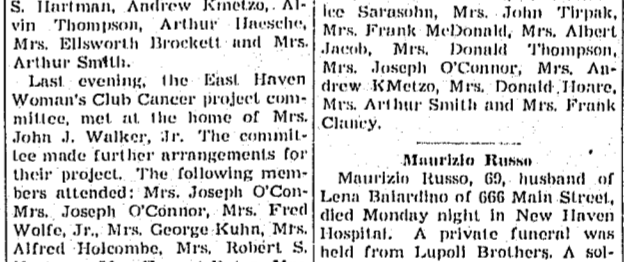 S. Hartman, Andrew Kmetzo, Al-
vin Thompson, Arthur Haesche,
Mrs. Ellsworth Brockett and Mrs.
Arthur Smith.
Last evening, the East Haven
Woman's Club Cancer project com-
mittee, met at the home of Mrs.
John J. Walker, Jr. The commit-
tee made further arrangements for
their project. The following mem-
bers attended: Mrs. Joseph O'Con-
Mrs. Joseph O'Connor, Mrs. Fred
Wolfe, Jr., Mrs. George Kuhn, Mrs.
Alfred Holcombe, Mrs. Robert S.
ice Sarasohn, Mrs. John Tirpak,
Mrs. Frank McDonald, Mrs. Albert
Jacob, Mrs. Donald Thompson,
Mrs. Joseph O'Connor, Mrs. An-
drew KMetzo, Mrs. Donald Hoare,
Mrs. Arthur Smith and Mrs. Frank
Clancy.
Maurizio Russo
Maurizio Russo, 69, husband of
Lena Balardino of 666 Main Street,
died Monday night in New Haven
Hospital. A private funeral was
held from Lupoli Brothers. A sol-